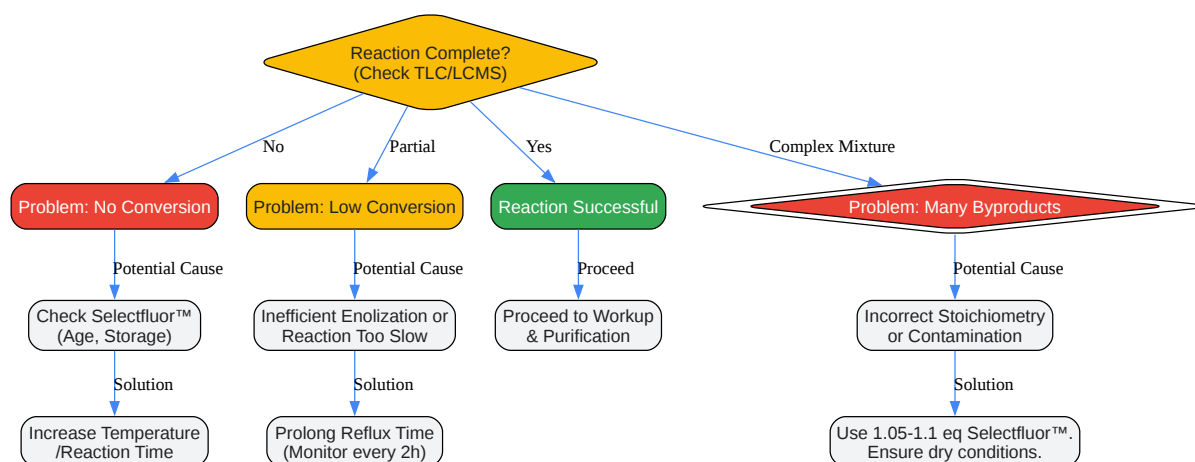 Reaction Complete?
(Check TLC/LCMS)
No
Partial
Yes
Complex Mixture
Problem: No Conversion
Problem: Low Conversion
Reaction Successful
Problem: Many Byproducts
Potential Cause
Potential Cause
Proceed
Potential Cause
Check Selectfluor™
(Age, Storage)
Inefficient Enolization or
Reaction Too Slow
Proceed to Workup
& Purification
Incorrect Stoichiometry
or Contamination
Solution
Solution
Solution
Increase Temperature
/Reaction Time
Prolong Reflux Time
(Monitor every 2h)
Use 1.05-1.1 eq Selectfluor™.
Ensure dry conditions.